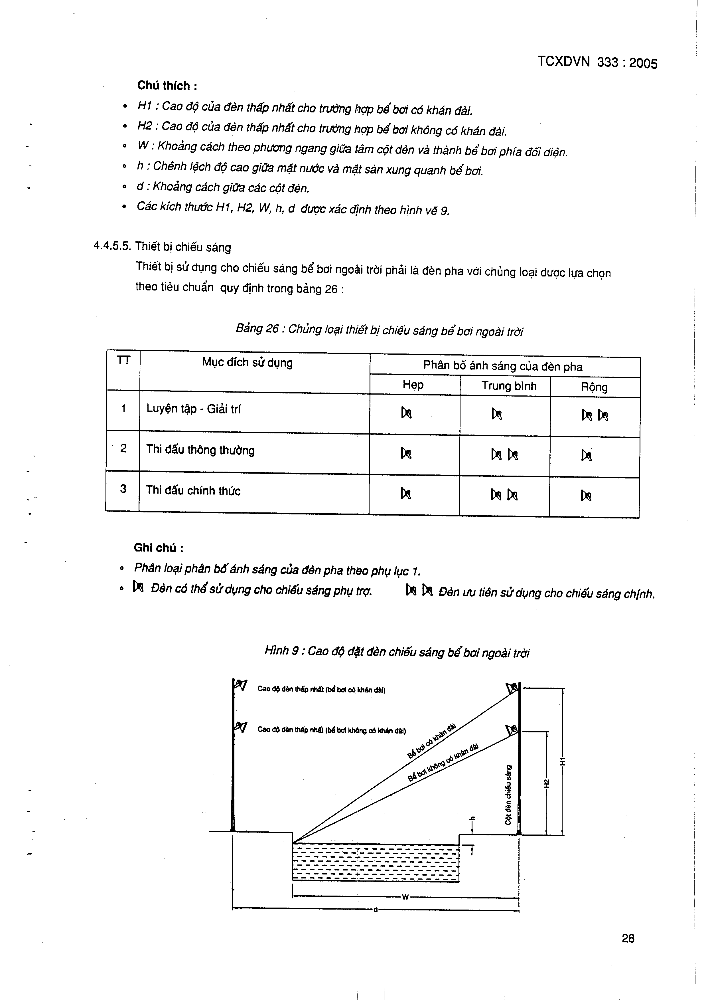 TCXDVN 333 : 2005
Chú thích :
• H1 : Cao độ của đèn thấp nhất cho trường hợp bể bơi có khán đài.
• H2 : Cao độ của đèn thấp nhất cho trường hợp bể bơi không có khán đài.
• W : Khoảng cách theo phương ngang giữa tâm cột đèn và thành bể bơi phía đối diện.
• h : Chênh lệch độ cao giữa mặt nước và mặt sàn xung quanh bể bơi.
• d : Khoảng cách giữa các cột đèn.
• Các kích thước H1, H2, W, h, d được xác định theo hình vẽ 9.
4.4.5.5. Thiết bị chiếu sáng
Thiết bị sử dụng cho chiếu sáng bể bơi ngoài trời phải là đèn pha với chủng loại được lựa chọn
theo tiêu chuẩn quy định trong bảng 26 :
Bảng 26 : Chủng loại thiết bị chiếu sáng bể bơi ngoài trời
TT Mục đích sử dụng Phân bố ánh sáng của đèn pha
Hẹp Trung bình Rộng
1 Luyện tập - Giải trí
2 Thi đấu thông thường
3 Thi đấu chính thức
Ghi chú :
• Phân loại phân bố ánh sáng của đèn pha theo phụ lục 1.
• Đèn có thể sử dụng cho chiếu sáng phụ trợ. Đèn ưu tiên sử dụng cho chiếu sáng chính.
Hình 9 : Cao độ đặt đèn chiếu sáng bể bơi ngoài trời
Cao độ đèn thấp nhất (bể bơi có khán đài)
Cao độ đèn thấp nhất (bể bơi không có khán đài)
Bể bơi có khán đài
Bể bơi không có khán đài
Cột đèn chiếu sáng
H2
H1
h
W
d
28